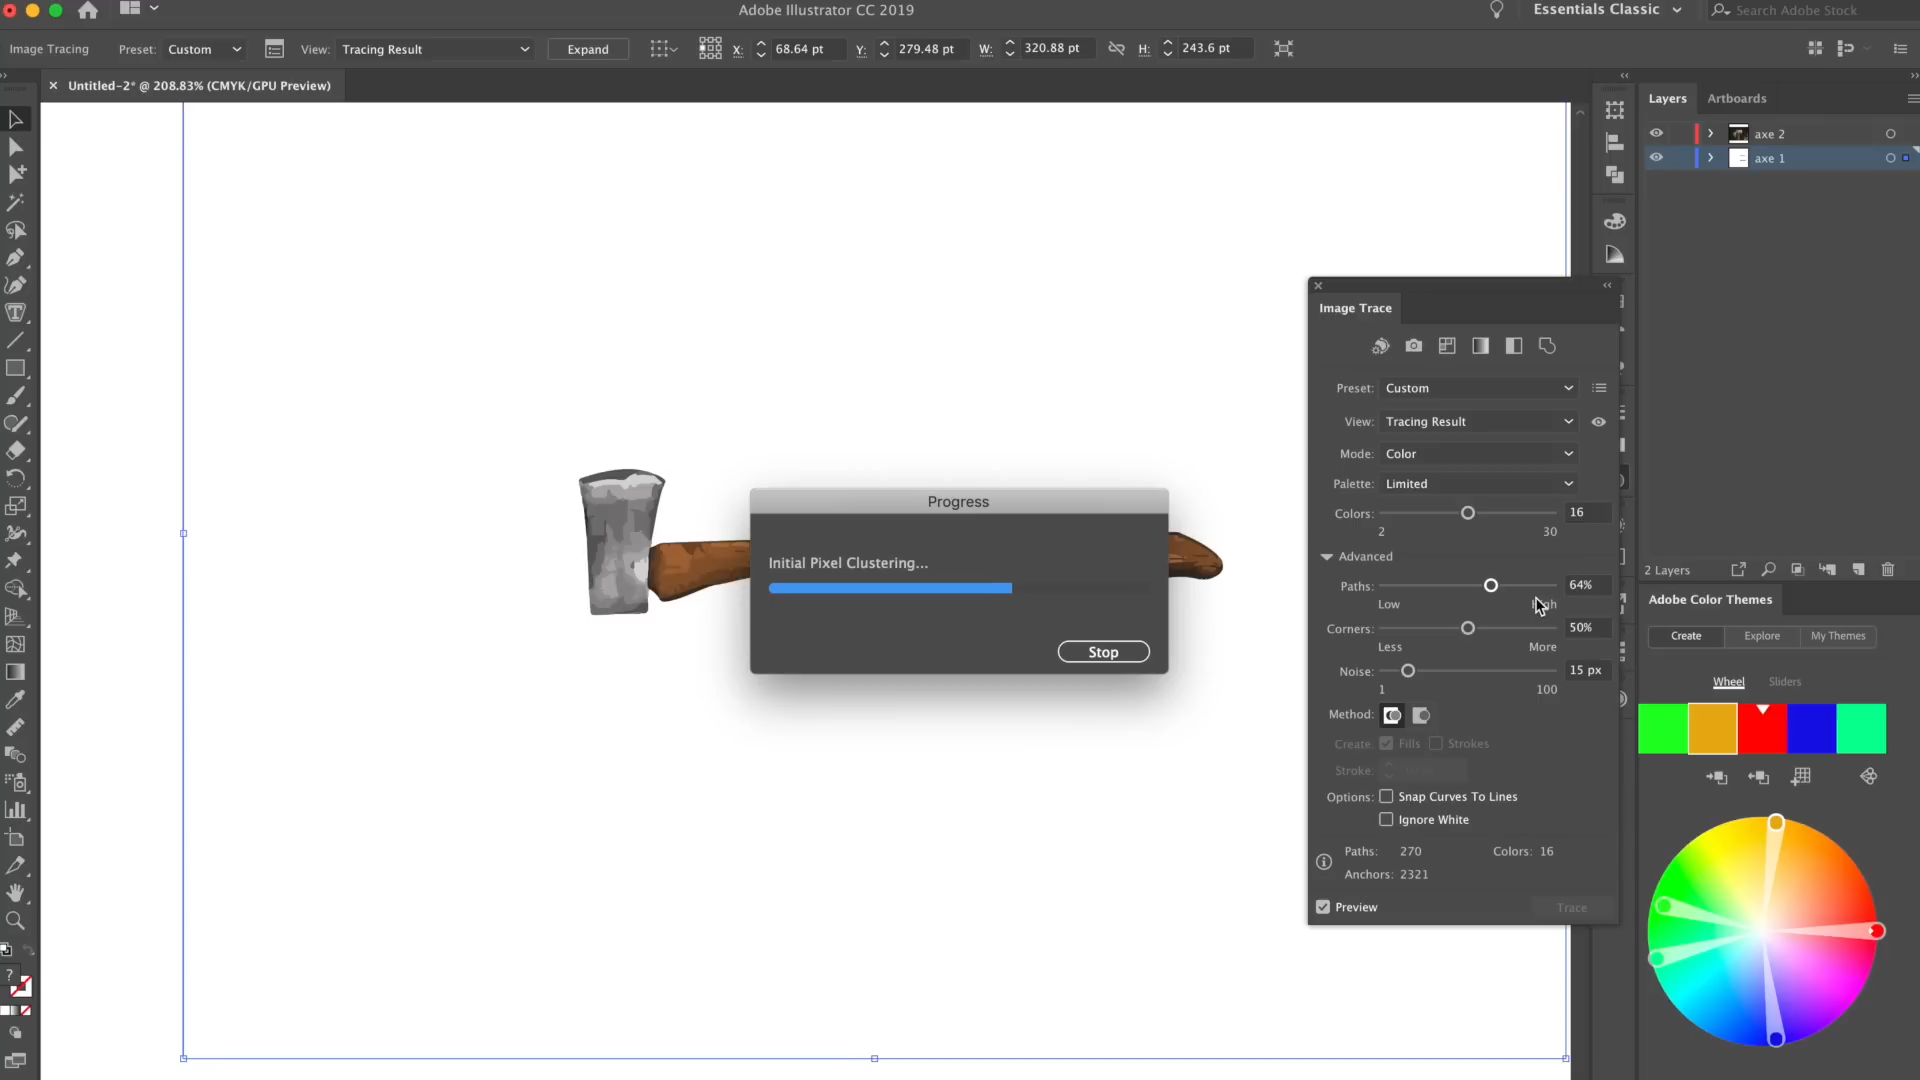 Adobe Illustrator CC 2019
Essentials Classic
Search Adobe Stock
Image Tracing
Preset: Custom
View: Tracing Result
Expand
X: 68.64 pt
Y: 279.48 pt
W: 320.88 pt
H: 243.6 pt
Untitled-2* @ 208.83% (CMYK/GPU Preview)
Layers
Artboards
axe 2
axe 1
2 Layers
Image Trace
Preset: Custom
View: Tracing Result
Mode: Color
Palette: Limited
Colors: 16
2 30
Advanced
Paths: 64%
Low
Corners: 50%
Less More
Noise: 15 px
1 100
Method:
Create: Fills Strokes
Stroke:
Options: Snap Curves To Lines
Ignore White
Paths: 270 Colors: 16
Anchors: 2321
Preview
Trace
Progress
Initial Pixel Clustering...
Stop
Adobe Color Themes
Create Explore My Themes
Wheel Sliders
?